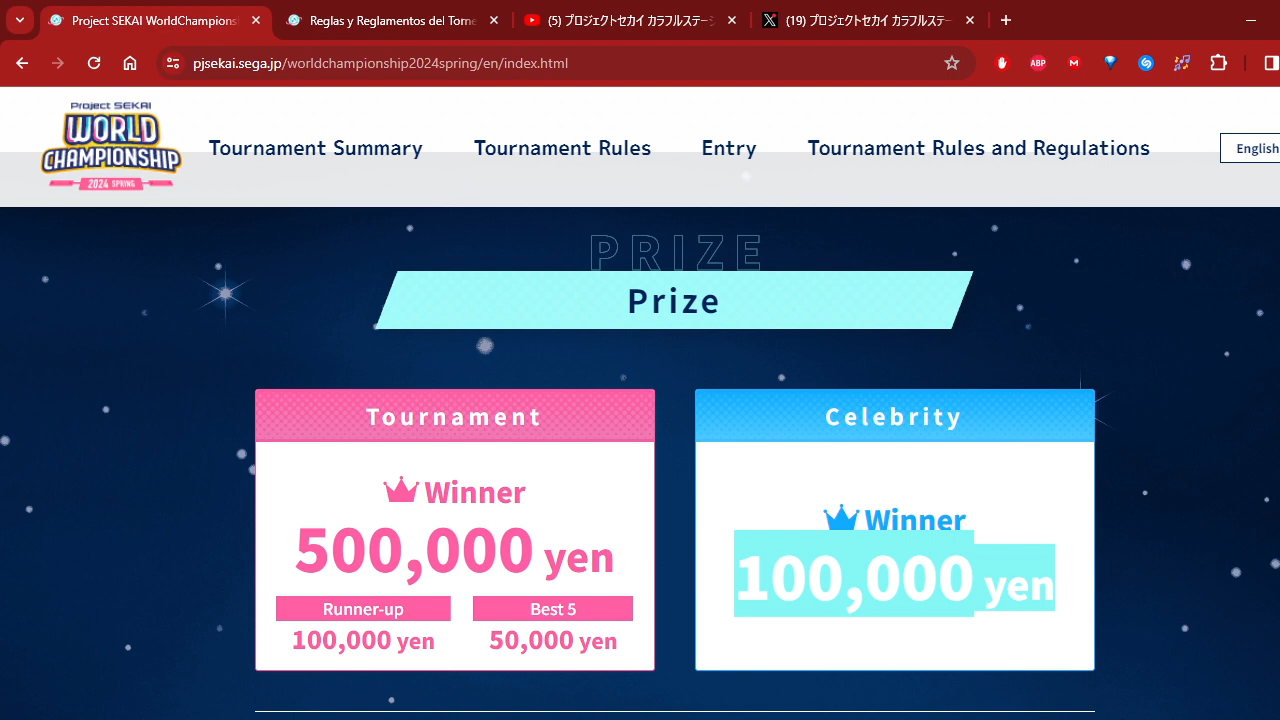 Project SEKAI WorldChampions
Reglas y Reglamentos del Torne
(5) プロジェクトセカイ カラフルステージ
(19) プロジェクトセカイ カラフルステー
pjsekai.sega.jp/worldchampionship2024spring/en/index.html
ABP
M
Project SEKAI
WORLD
CHAMPIONSHIP
2024 SPRING
Tournament Summary
Tournament Rules
Entry
Tournament Rules and Regulations
English
PRIZE
Prize
Tournament
Winner
500,000 yen
Runner-up
Best 5
100,000 yen
50,000 yen
Celebrity
Winner
100,000 yen